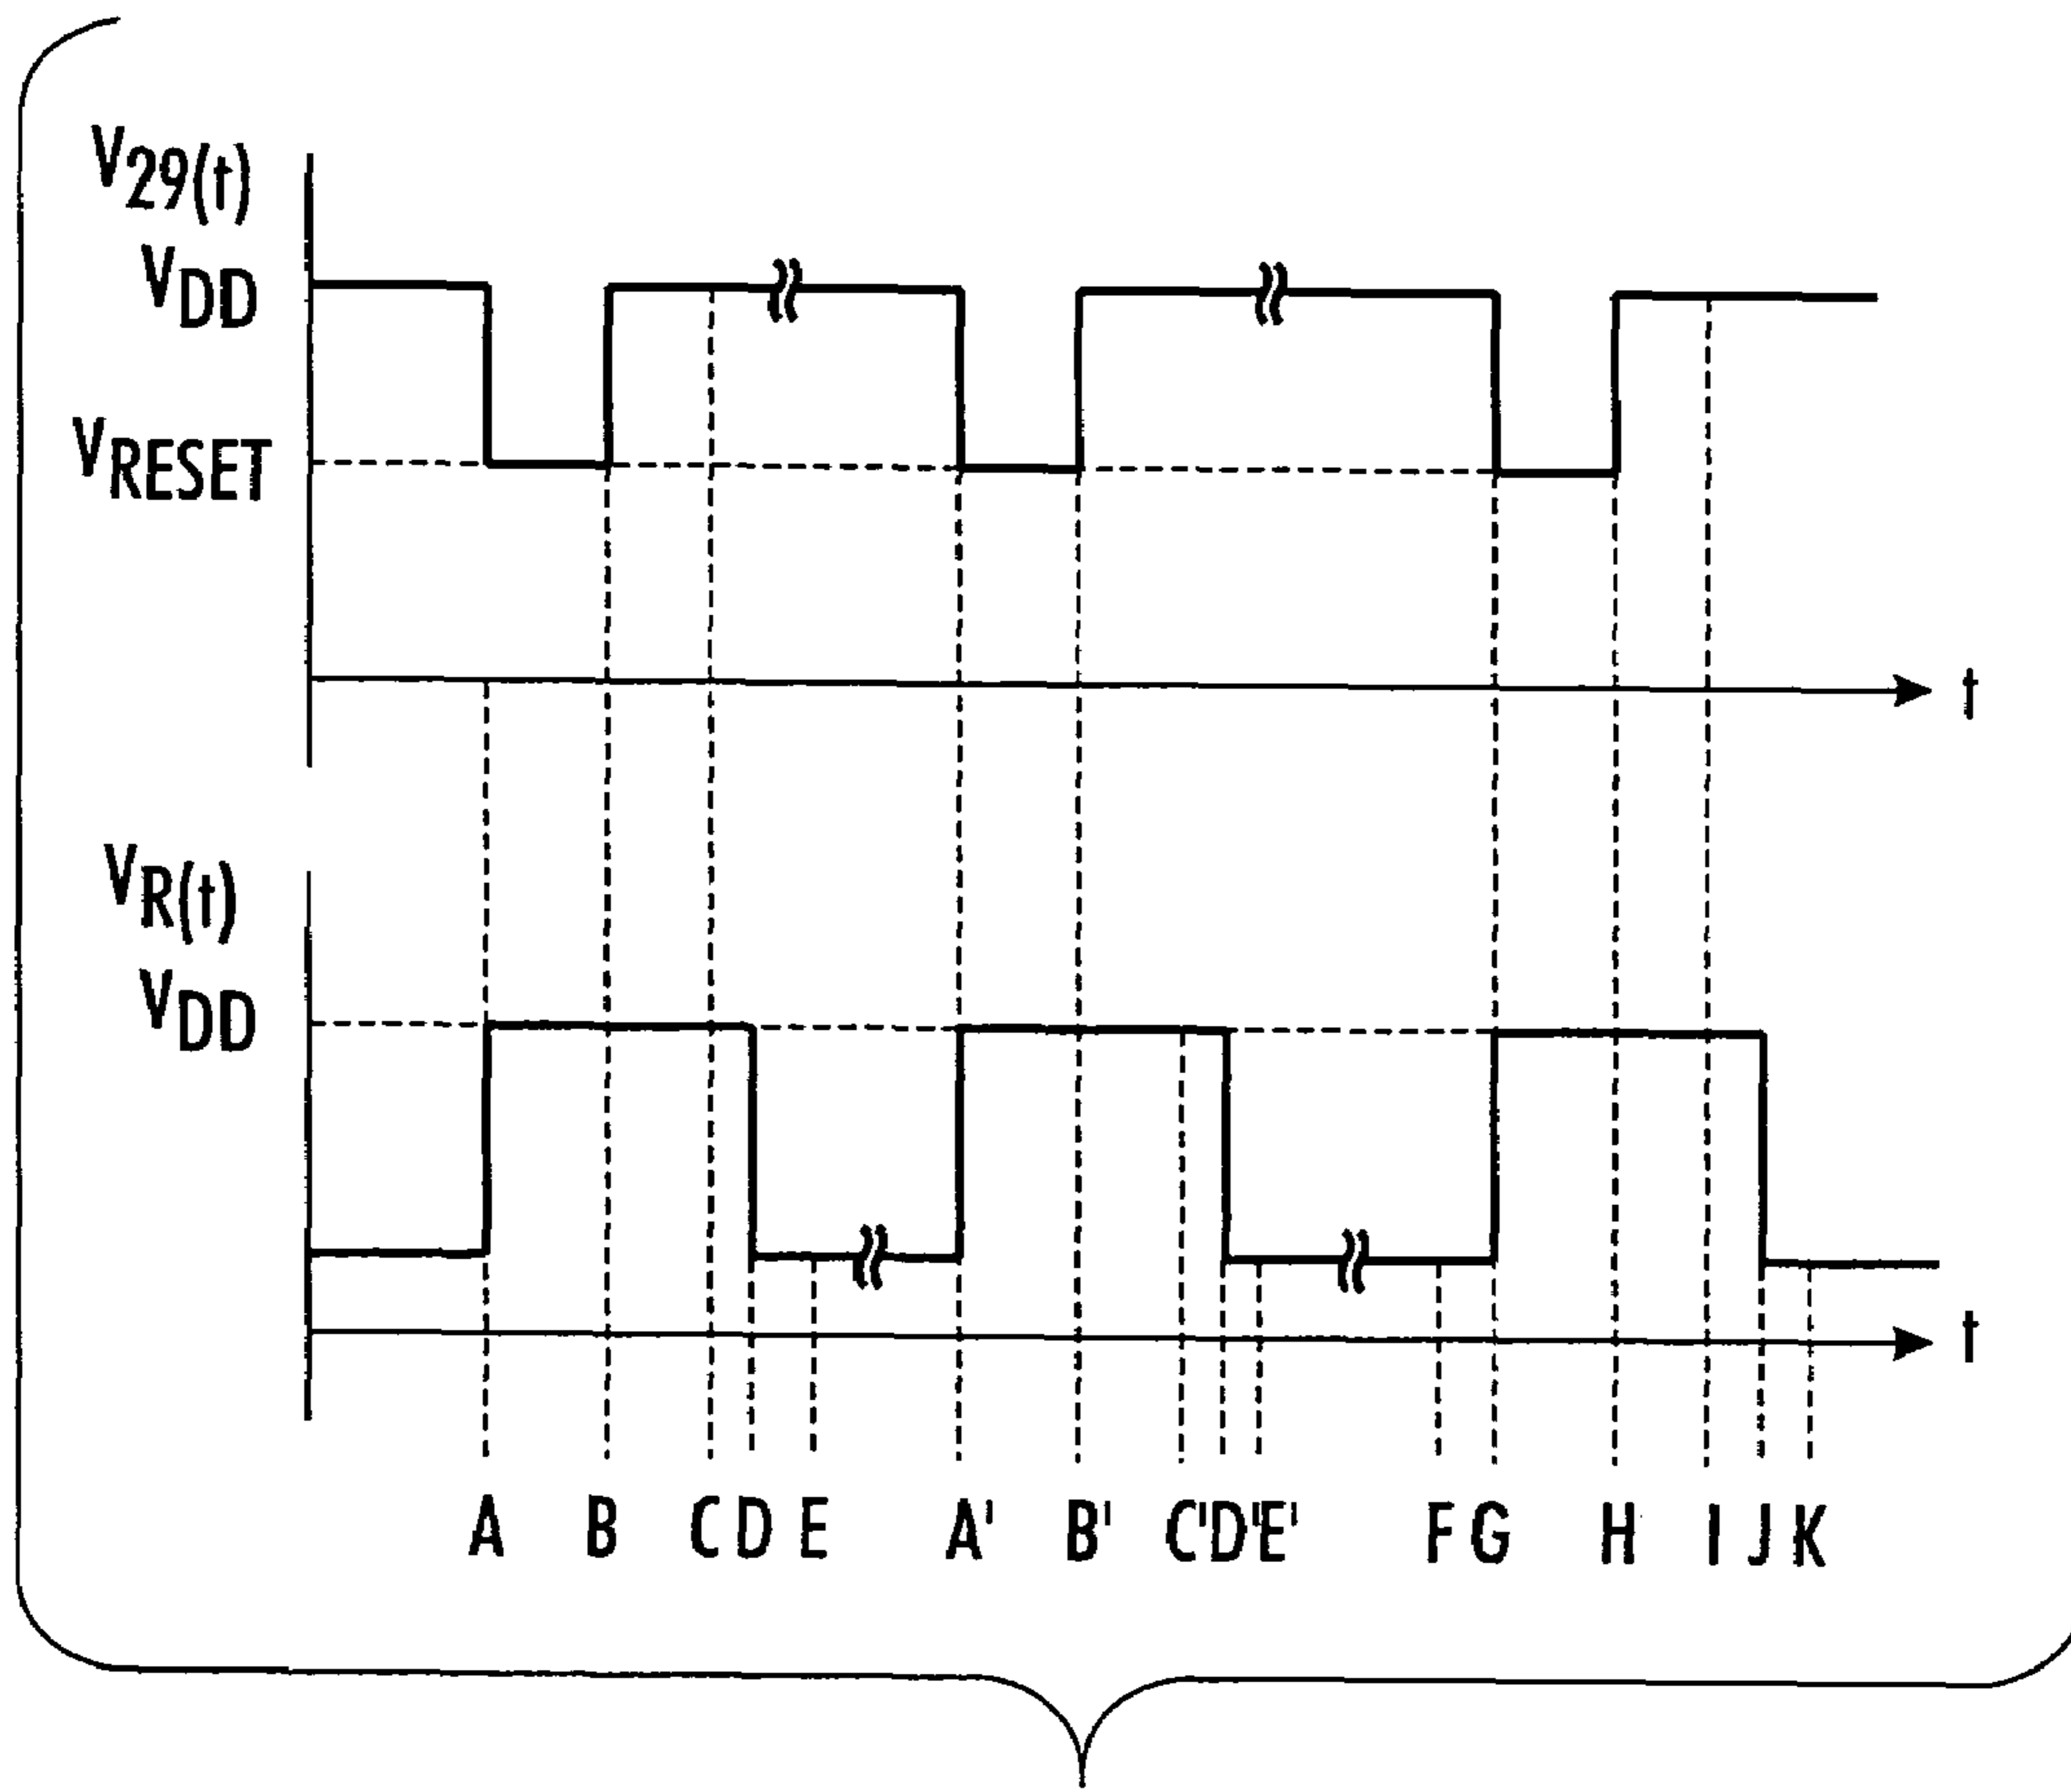 V29(t)
VDD
VRESET
t
VR(t)
VDD
t
A B C D E A' B' C' D' E' F G H I J K